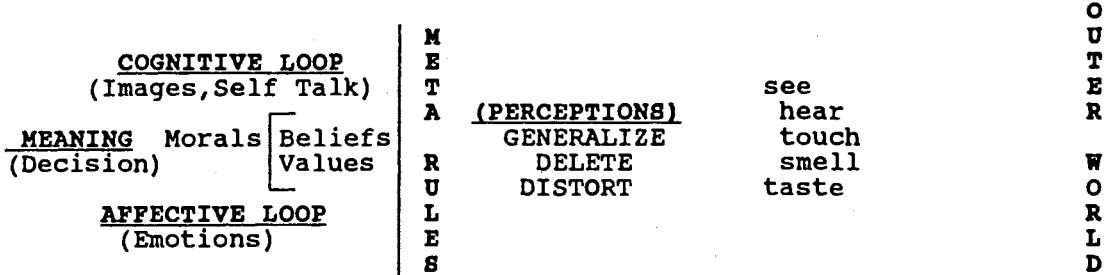 COGNITIVE LOOP
(Images,Self Talk)
MEANING Morals Beliefs
(Decision) Values
AFFECTIVE LOOP
(Emotions)
META RULES
(PERCEPTIONS)
GENERALIZE
DELETE
DISTORT
see
hear
touch
smell
taste
OUTER WORLD